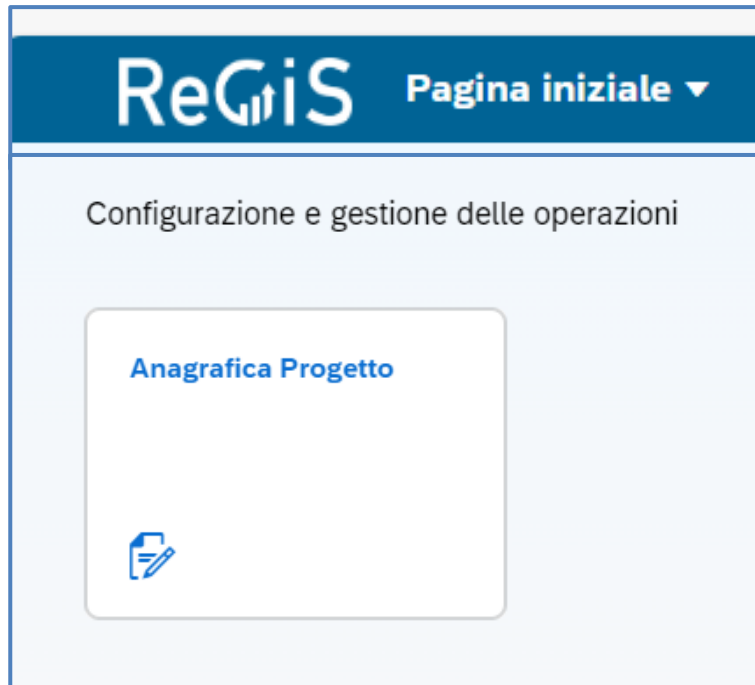 ReGiS Pagina iniziale
Configurazione e gestione delle operazioni
Anagrafica Progetto